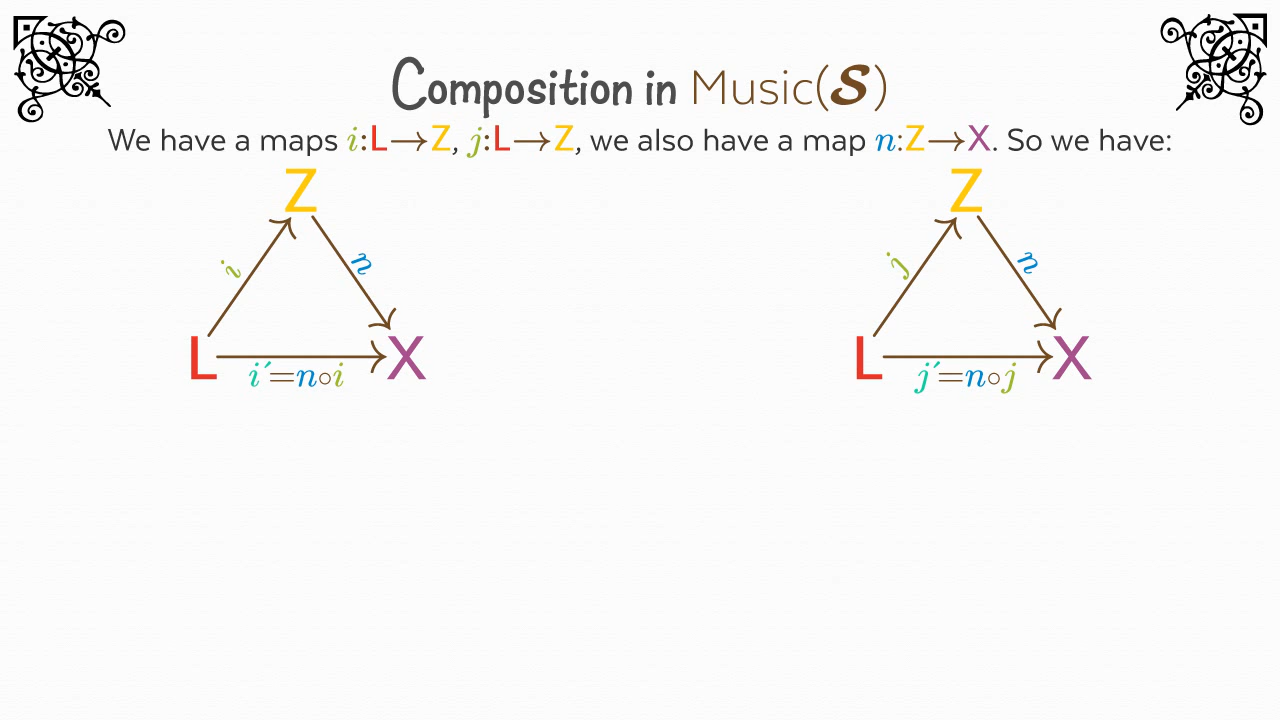 Composition in Music(𝓢)
We have a maps i:L→Z, j:L→Z, we also have a map n:Z→X. So we have:
Z
i
n
L
X
i´=n∘i
Z
j
n
L
X
j´=n∘j